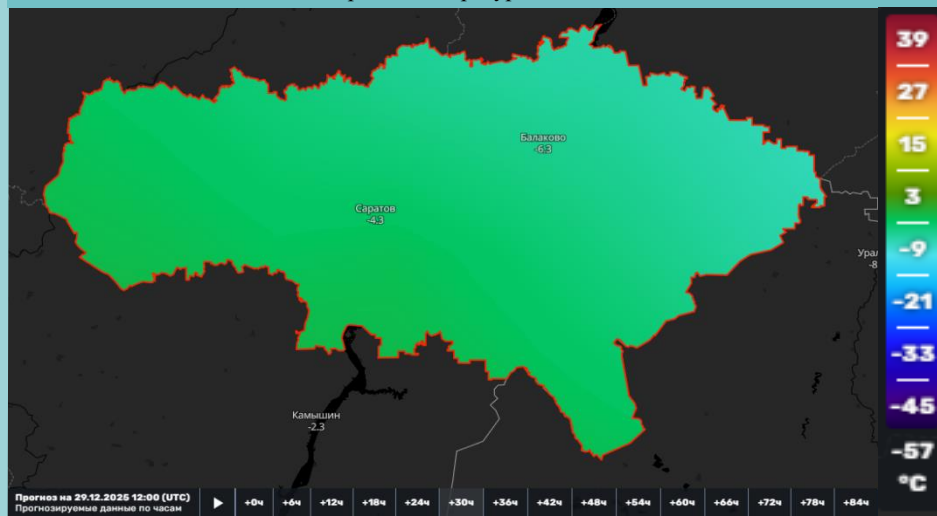 39
27
15
3
-9
-21
-33
-45
-57
°C
Балаково
-6.3
Саратов
-4.3
Урал
-8
Камышин
-2.3
Прогноз на 29.12.2025 12:00 (UTC)
Прогнозируемые данные по часам
+0ч +6ч +12ч +18ч +24ч +30ч +36ч +42ч +48ч +54ч +60ч +66ч +72ч +78ч +84ч